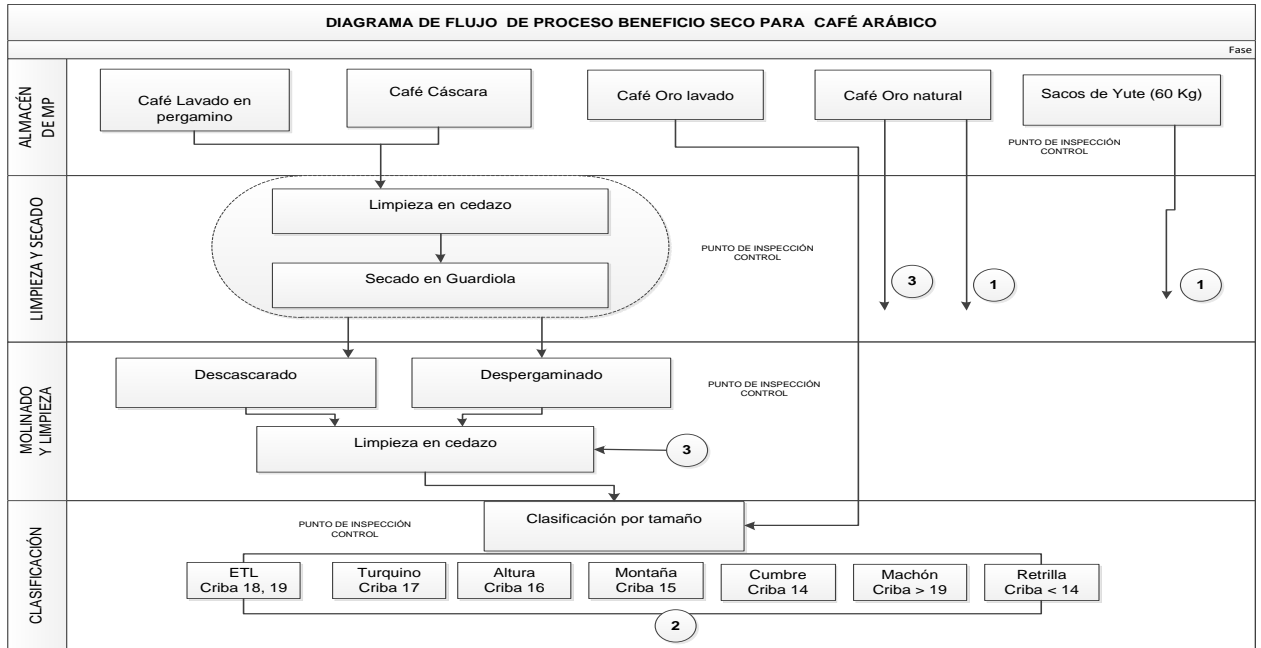 DIAGRAMA DE FLUJO DE PROCESO BENEFICIO SECO PARA CAFÉ ARÁBICO
Fase
ALMACÉN
DE MP
Café Lavado en
pergamino
Café Cáscara
Café Oro lavado
Café Oro natural
Sacos de Yute (60 Kg)
PUNTO DE INSPECCIÓN
CONTROL
LIMPIEZA Y SECADO
Limpieza en cedazo
Secado en Guardiola
PUNTO DE INSPECCIÓN
CONTROL
3
1
1
MOLINADO
Y LIMPIEZA
Descascarado
Despergaminado
PUNTO DE INSPECCIÓN
CONTROL
Limpieza en cedazo
3
CLASIFICACIÓN
PUNTO DE INSPECCIÓN
CONTROL
Clasificación por tamaño
ETL
Criba 18, 19
Turquino
Criba 17
Altura
Criba 16
Montaña
Criba 15
Cumbre
Criba 14
Machón
Criba > 19
Retrilla
Criba < 14
2